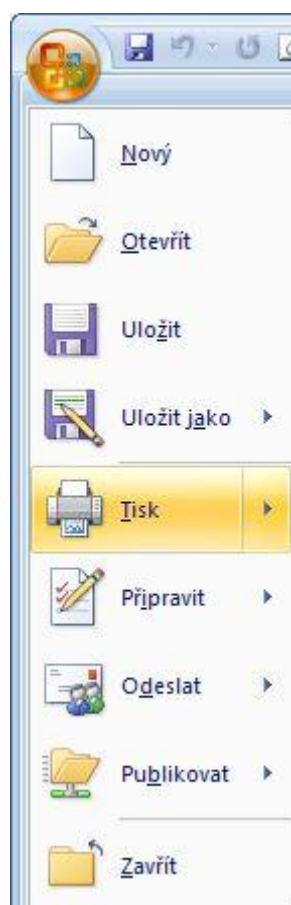 Nový
Otevřít
Uložit
Uložit jako
Tisk
Připravit
Odeslat
Publikovat
Zavřít